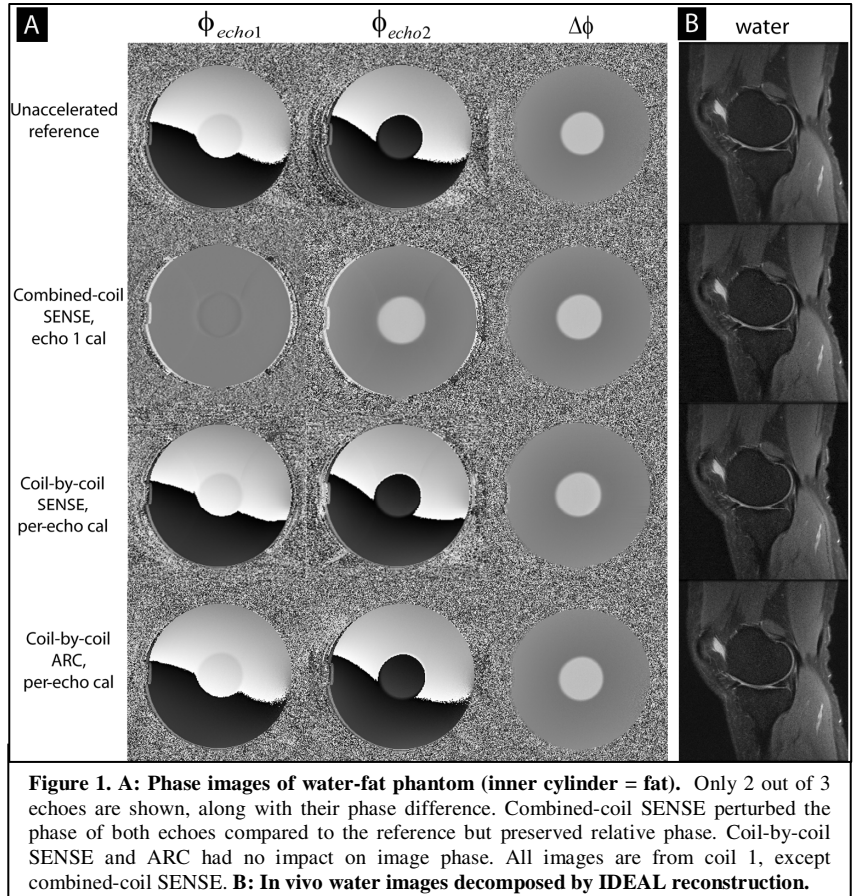 A
ϕecho1
ϕecho2
Δϕ
B
water
Unaccelerated
reference
Combined-coil
SENSE,
echo 1 cal
Coil-by-coil
SENSE,
per-echo cal
Coil-by-coil
ARC,
per-echo cal
Figure 1. A: Phase images of water-fat phantom (inner cylinder = fat). Only 2 out of 3
echoes are shown, along with their phase difference. Combined-coil SENSE perturbed the
phase of both echoes compared to the reference but preserved relative phase. Coil-by-coil
SENSE and ARC had no impact on image phase. All images are from coil 1, except
combined-coil SENSE. B: In vivo water images decomposed by IDEAL reconstruction.